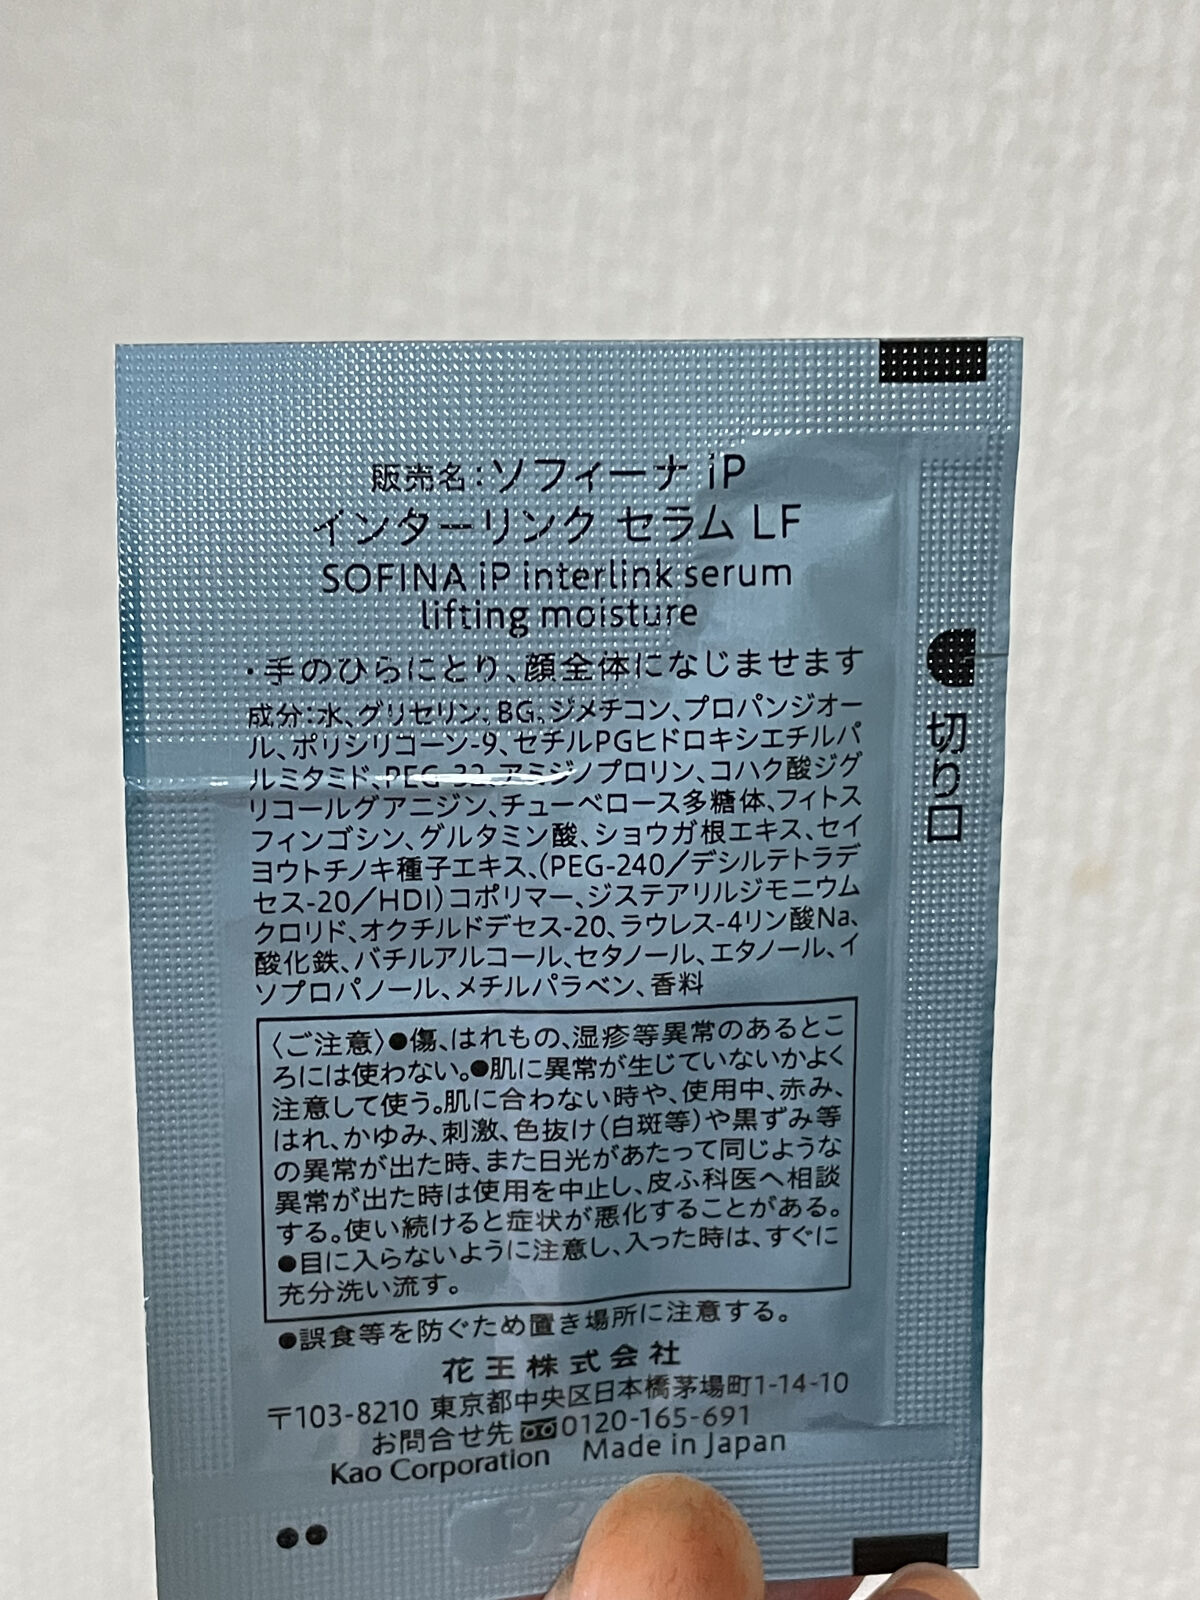 販売名：ソフィーナ iP
インターリンク セラム LF
SOFINA iP interlink serum
lifting moisture
・手のひらにとり、顔全体になじませます
成分：水、グリセリン、BG、ジメチコン、プロパンジオー
ル、ポリシリコーン-9、セチルPGヒドロキシエチルパ
ルミタミド、PEG-32、アミジノプロリン、コハク酸ジグ
リコールグアニジン、チューベロース多糖体、フィトス
フィンゴシン、グルタミン酸、ショウガ根エキス、セイ
ヨウトチノキ種子エキス、(PEG-240／デシルテトラデ
セス-20／HDI)コポリマー、ジステアリルジモニウム
クロリド、オクチルドデセス-20、ラウレス-4リン酸Na、
酸化鉄、バチルアルコール、セタノール、エタノール、イ
ソプロパノール、メチルパラベン、香料
〈ご注意〉●傷、はれもの、湿疹等異常のあるとこ
ろには使わない。●肌に異常が生じていないかよく
注意して使う。肌に合わない時や、使用中、赤み、
はれ、かゆみ、刺激、色抜け(白斑等)や黒ずみ等
の異常が出た時、また日光があたって同じような
異常が出た時は使用を中止し、皮ふ科医へ相談
する。使い続けると症状が悪化することがある。
●目に入らないように注意し、入った時は、すぐに
充分洗い流す。
●誤食等を防ぐため置き場所に注意する。
花王株式会社
〒103-8210 東京都中央区日本橋茅場町1-14-10
お問合せ先 0120-165-691
Kao Corporation Made in Japan
切り口